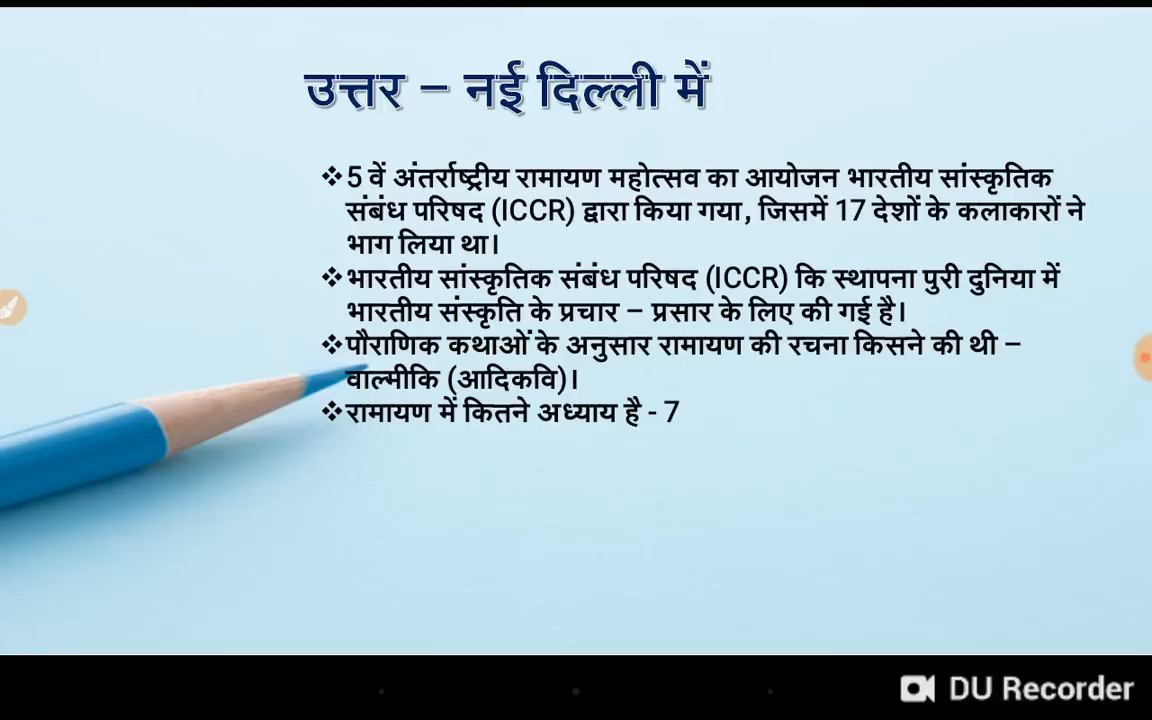 उत्तर – नई दिल्ली में
❖5 वें अंतर्राष्ट्रीय रामायण महोत्सव का आयोजन भारतीय सांस्कृतिक
संबंध परिषद (ICCR) द्वारा किया गया, जिसमें 17 देशों के कलाकारों ने
भाग लिया था।
❖भारतीय सांस्कृतिक संबंध परिषद (ICCR) कि स्थापना पुरी दुनिया में
भारतीय संस्कृति के प्रचार – प्रसार के लिए की गई है।
❖पौराणिक कथाओं के अनुसार रामायण की रचना किसने की थी –
वाल्मीकि (आदिकवि)।
❖रामायण में कितने अध्याय है - 7
DU Recorder